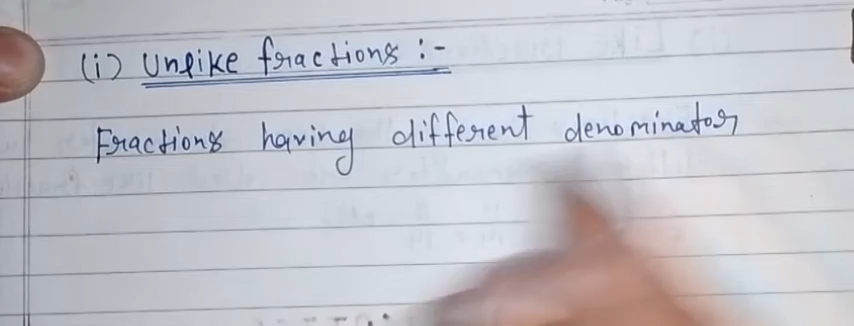 (i) Unlike fractions :-
Fractions having different denominator